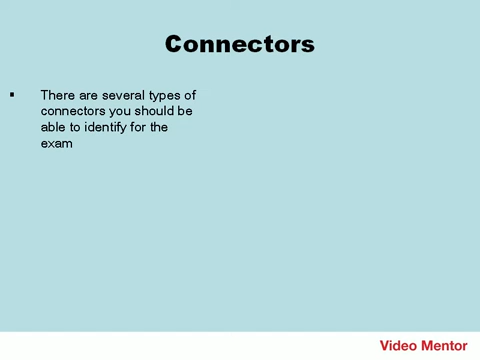 Connectors
▪ There are several types of
connectors you should be
able to identify for the
exam
Video Mentor